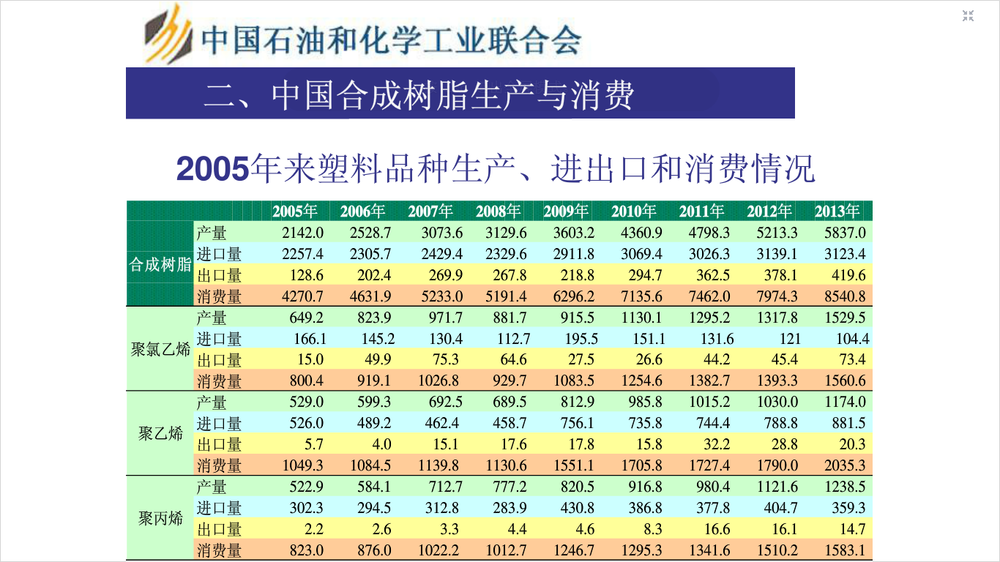 中国石油和化学工业联合会
二、中国合成树脂生产与消费
2005年来塑料品种生产、进出口和消费情况
2005年 2006年 2007年 2008年 2009年 2010年 2011年 2012年 2013年
合成树脂
产量 2142.0 2528.7 3073.6 3129.6 3603.2 4360.9 4798.3 5213.3 5837.0
进口量 2257.4 2305.7 2429.4 2329.6 2911.8 3069.4 3026.3 3139.1 3123.4
出口量 128.6 202.4 269.9 267.8 218.8 294.7 362.5 378.1 419.6
消费量 4270.7 4631.9 5233.0 5191.4 6296.2 7135.6 7462.0 7974.3 8540.8
聚氯乙烯
产量 649.2 823.9 971.7 881.7 915.5 1130.1 1295.2 1317.8 1529.5
进口量 166.1 145.2 130.4 112.7 195.5 151.1 131.6 121 104.4
出口量 15.0 49.9 75.3 64.6 27.5 26.6 44.2 45.4 73.4
消费量 800.4 919.1 1026.8 929.7 1083.5 1254.6 1382.7 1393.3 1560.6
聚乙烯
产量 529.0 599.3 692.5 689.5 812.9 985.8 1015.2 1030.0 1174.0
进口量 526.0 489.2 462.4 458.7 756.1 735.8 744.4 788.8 881.5
出口量 5.7 4.0 15.1 17.6 17.8 15.8 32.2 28.8 20.3
消费量 1049.3 1084.5 1139.8 1130.6 1551.1 1705.8 1727.4 1790.0 2035.3
聚丙烯
产量 522.9 584.1 712.7 777.2 820.5 916.8 980.4 1121.6 1238.5
进口量 302.3 294.5 312.8 283.9 430.8 386.8 377.8 404.7 359.3
出口量 2.2 2.6 3.3 4.4 4.6 8.3 16.6 16.1 14.7
消费量 823.0 876.0 1022.2 1012.7 1246.7 1295.3 1341.6 1510.2 1583.1